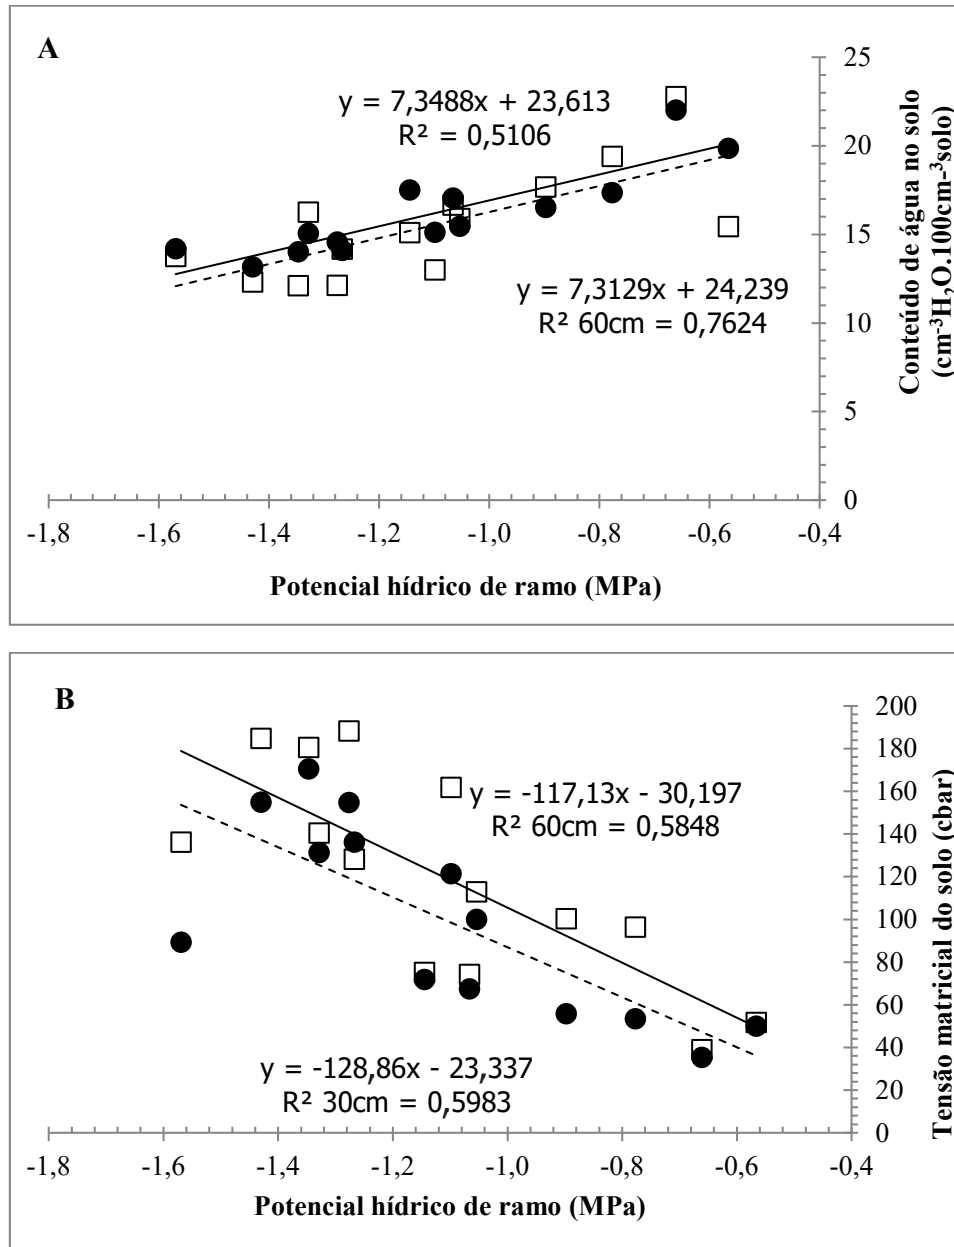 A
y = 7,3488x + 23,613
R² = 0,5106
y = 7,3129x + 24,239
R² 60cm = 0,7624
25
20
15
10
5
0
Conteúdo de água no solo
(cm⁻³H₂O.100cm-³solo)
-1,8
-1,6
-1,4
-1,2
-1,0
-0,8
-0,6
-0,4
Potencial hídrico de ramo (MPa)
B
y = -117,13x - 30,197
R² 60cm = 0,5848
y = -128,86x - 23,337
R² 30cm = 0,5983
200
180
160
140
120
100
80
60
40
20
0
Tensão matricial do solo (cbar)
-1,8
-1,6
-1,4
-1,2
-1,0
-0,8
-0,6
-0,4
Potencial hídrico de ramo (MPa)